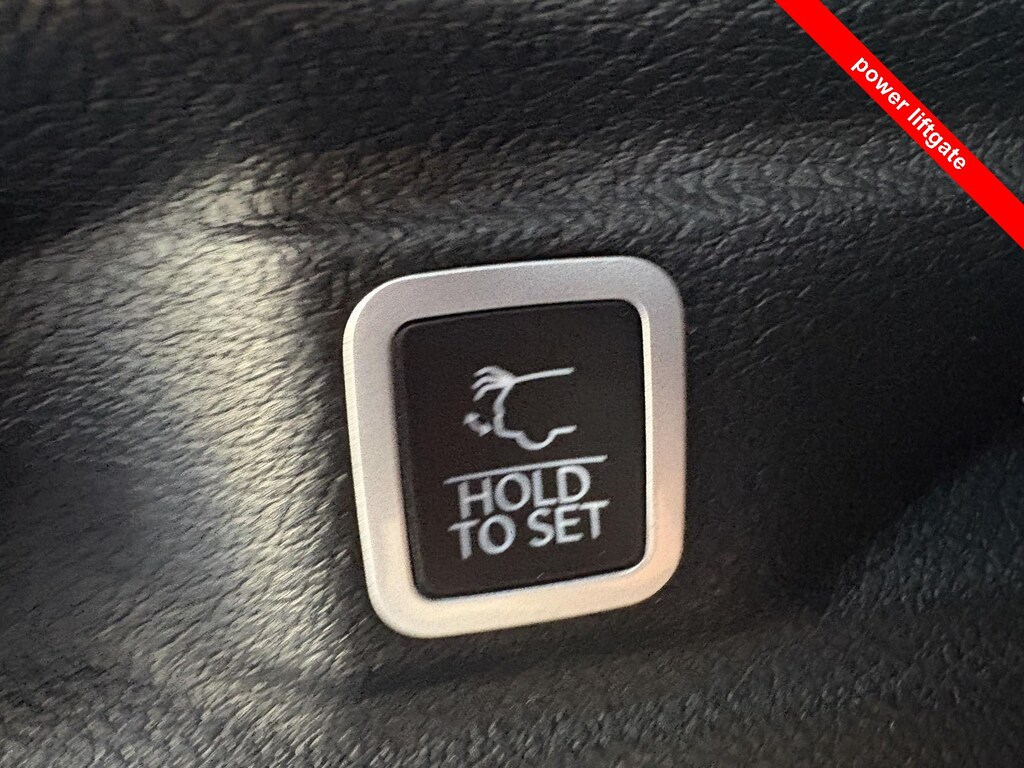 power liftgate
HOLD
TO SET